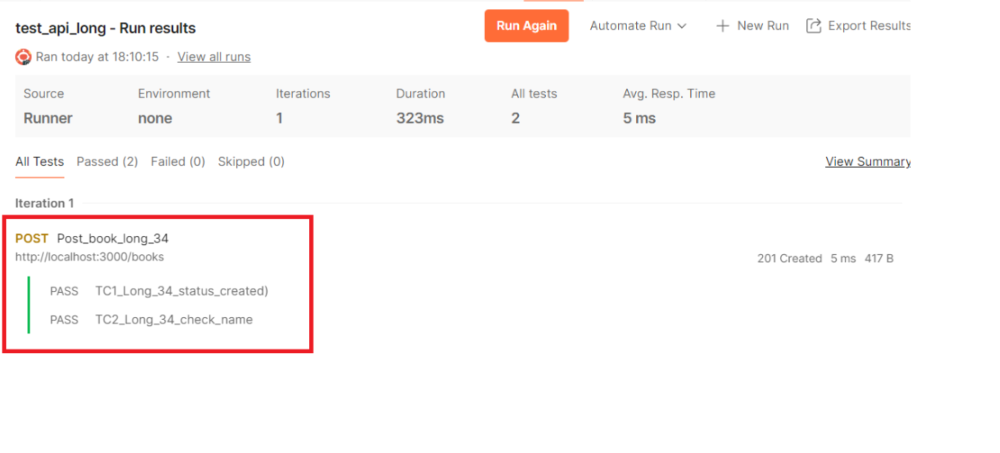 test_api_long - Run results
Run Again
Automate Run
New Run
Export Results
Ran today at 18:10:15 · View all runs
Source Environment Iterations Duration All tests Avg. Resp. Time
Runner none 1 323ms 2 5 ms
All Tests Passed (2) Failed (0) Skipped (0) View Summary
Iteration 1
POST Post_book_long_34
http://localhost:3000/books
201 Created 5 ms 417 B
PASS TC1_Long_34_status_created)
PASS TC2_Long_34_check_name